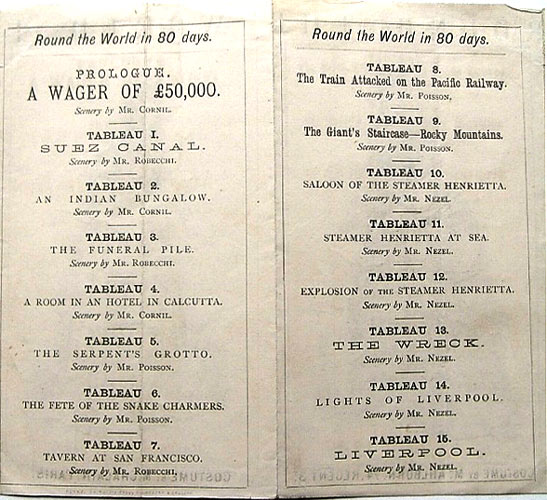 Round the World in 80 days.
PROLOGUE.
A WAGER OF £50,000.
Scenery by MR. CORNIL.
TABLEAU 1.
SUEZ CANAL.
Scenery by MR. ROBECCHI.
TABLEAU 2.
AN INDIAN BUNGALOW.
Scenery by MR. CORNIL.
TABLEAU 3.
THE FUNERAL PILE.
Scenery by MR. ROBECCHI.
TABLEAU 4.
A ROOM IN AN HOTEL IN CALCUTTA.
Scenery by MR. CORNIL.
TABLEAU 5.
THE SERPENT'S GROTTO.
Scenery by MR. POISSON.
TABLEAU 6.
THE FETE OF THE SNAKE CHARMERS.
Scenery by MR. POISSON.
TABLEAU 7.
TAVERN AT SAN FRANCISCO.
Scenery by MR. ROBECCHI.
Round the World in 80 days.
TABLEAU 8.
The Train Attacked on the Pacific Railway.
Scenery by MR. POISSON,
TABLEAU 9.
The Giant's Staircase—Rocky Mountains.
Scenery by MR. POISSON.
TABLEAU 10.
SALOON OF THE STEAMER HENRIETTA.
Scenery by MR. NEZEL.
TABLEAU 11.
STEAMER HENRIETTA AT SEA.
Scenery by MR. NEZEL.
TABLEAU 12.
EXPLOSION OF THE STEAMER HENRIETTA.
Scenery by MR. NEZEL.
TABLEAU 13.
THE WRECK.
Scenery by MR. NEZEL.
TABLEAU 14.
LIGHTS OF LIVERPOOL.
Scenery by MR. NEZEL.
TABLEAU 15.
LIVERPOOL.
Scenery by MR. NEZEL.